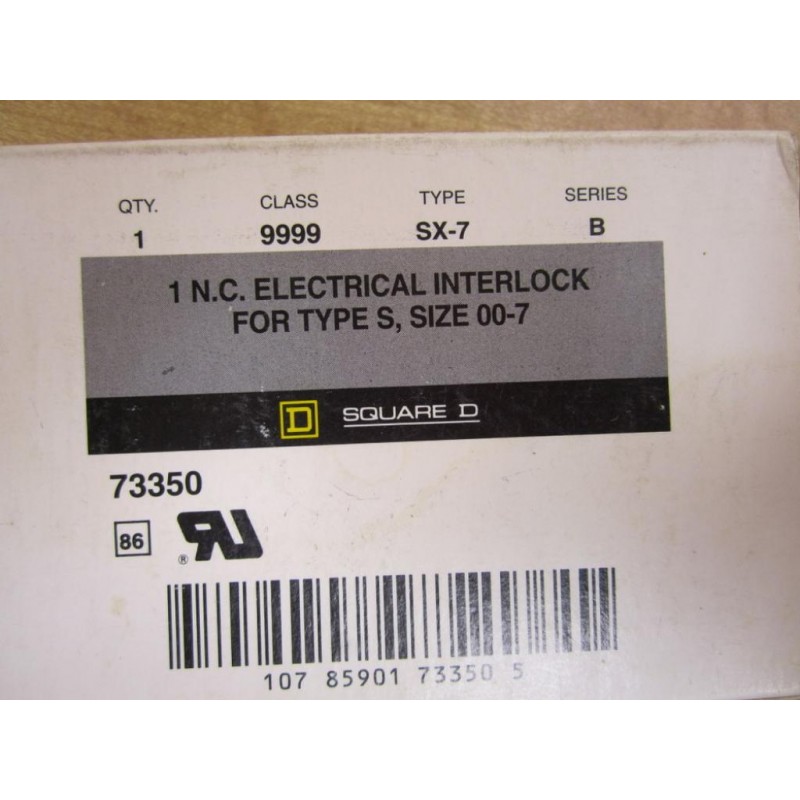 QTY. CLASS TYPE SERIES
1 9999 SX-7 B
1 N.C. ELECTRICAL INTERLOCK
FOR TYPE S, SIZE 00-7
D SQUARE D
73350
86 ® RU
107 85901 73350 5